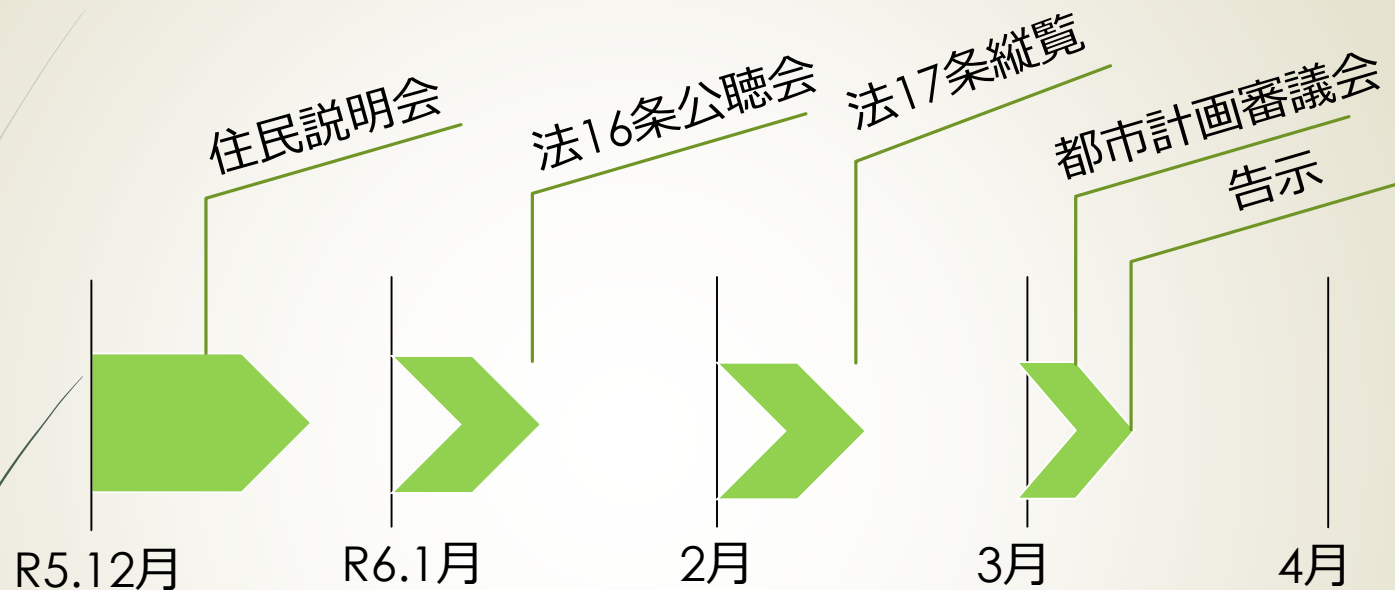 住民説明会
法16条公聴会
法17条縦覧
都市計画審議会
告示
R5.12月
R6.1月
2月
3月
4月